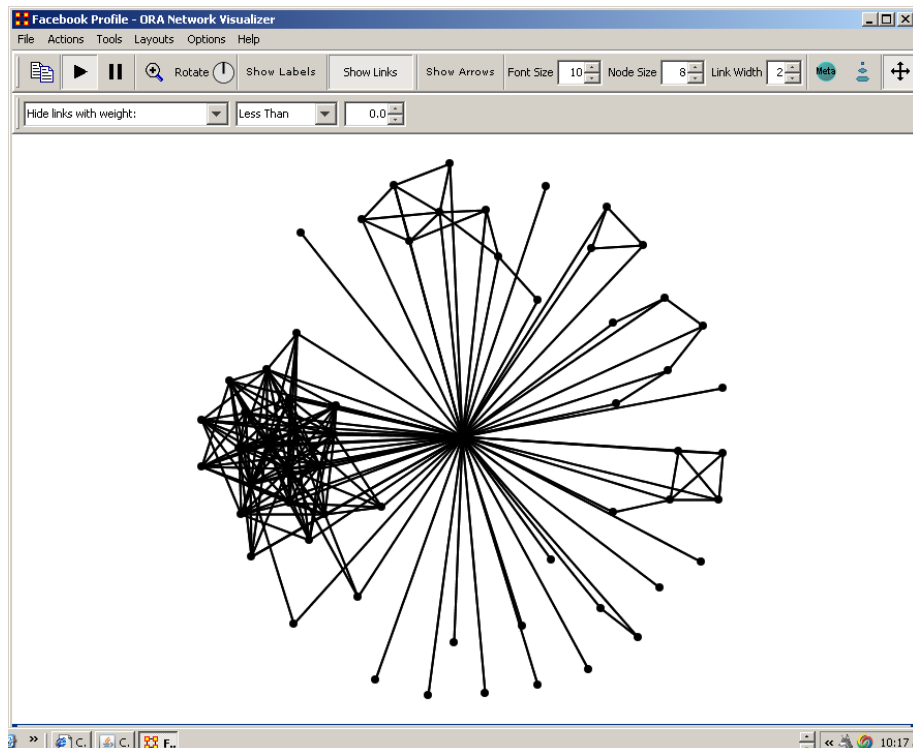 Facebook Profile - ORA Network Visualizer
File Actions Tools Layouts Options Help
Rotate Show Labels Show Links Show Arrows Font Size 10 Node Size 8 Link Width 2 Meta
Hide links with weight: Less Than 0.0
» C. C. F.. « 10:17